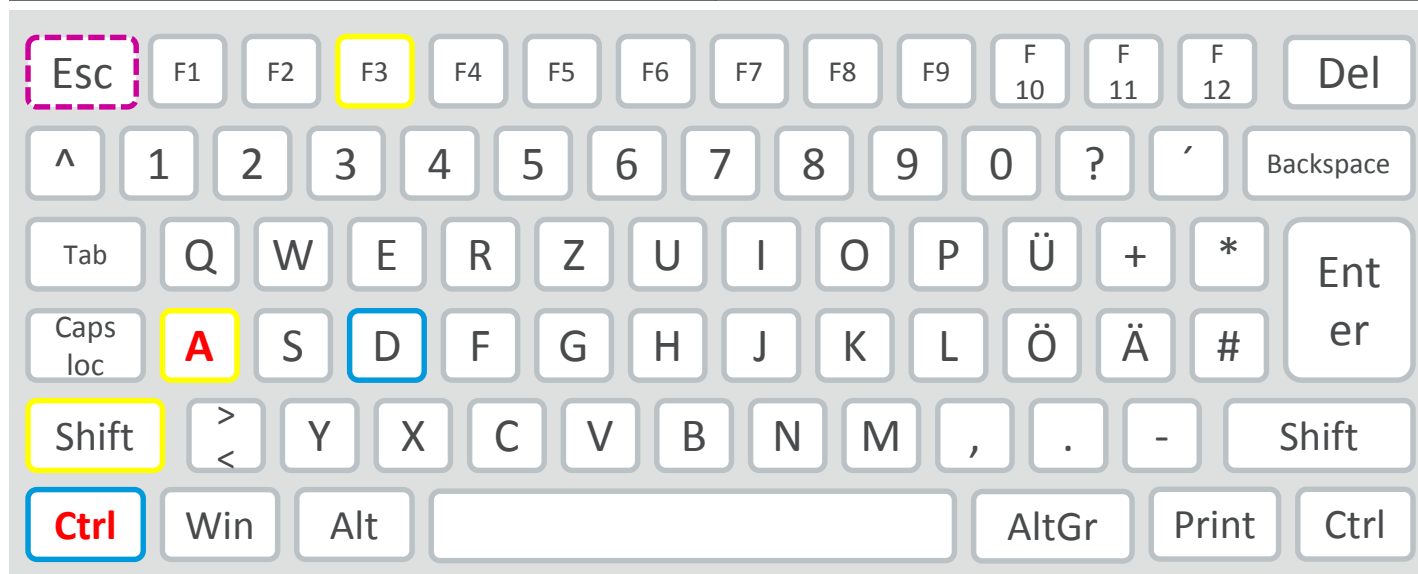 Esc F1 F2 F3 F4 F5 F6 F7 F8 F9 F 10 F 11 F 12 Del
^ 1 2 3 4 5 6 7 8 9 0 ? ´ Backspace
Tab Q W E R Z U I O P Ü + * Ent er
Caps loc A S D F G H J K L Ö Ä #
Shift > < Y X C V B N M , . - Shift
Ctrl Win Alt AltGr Print Ctrl